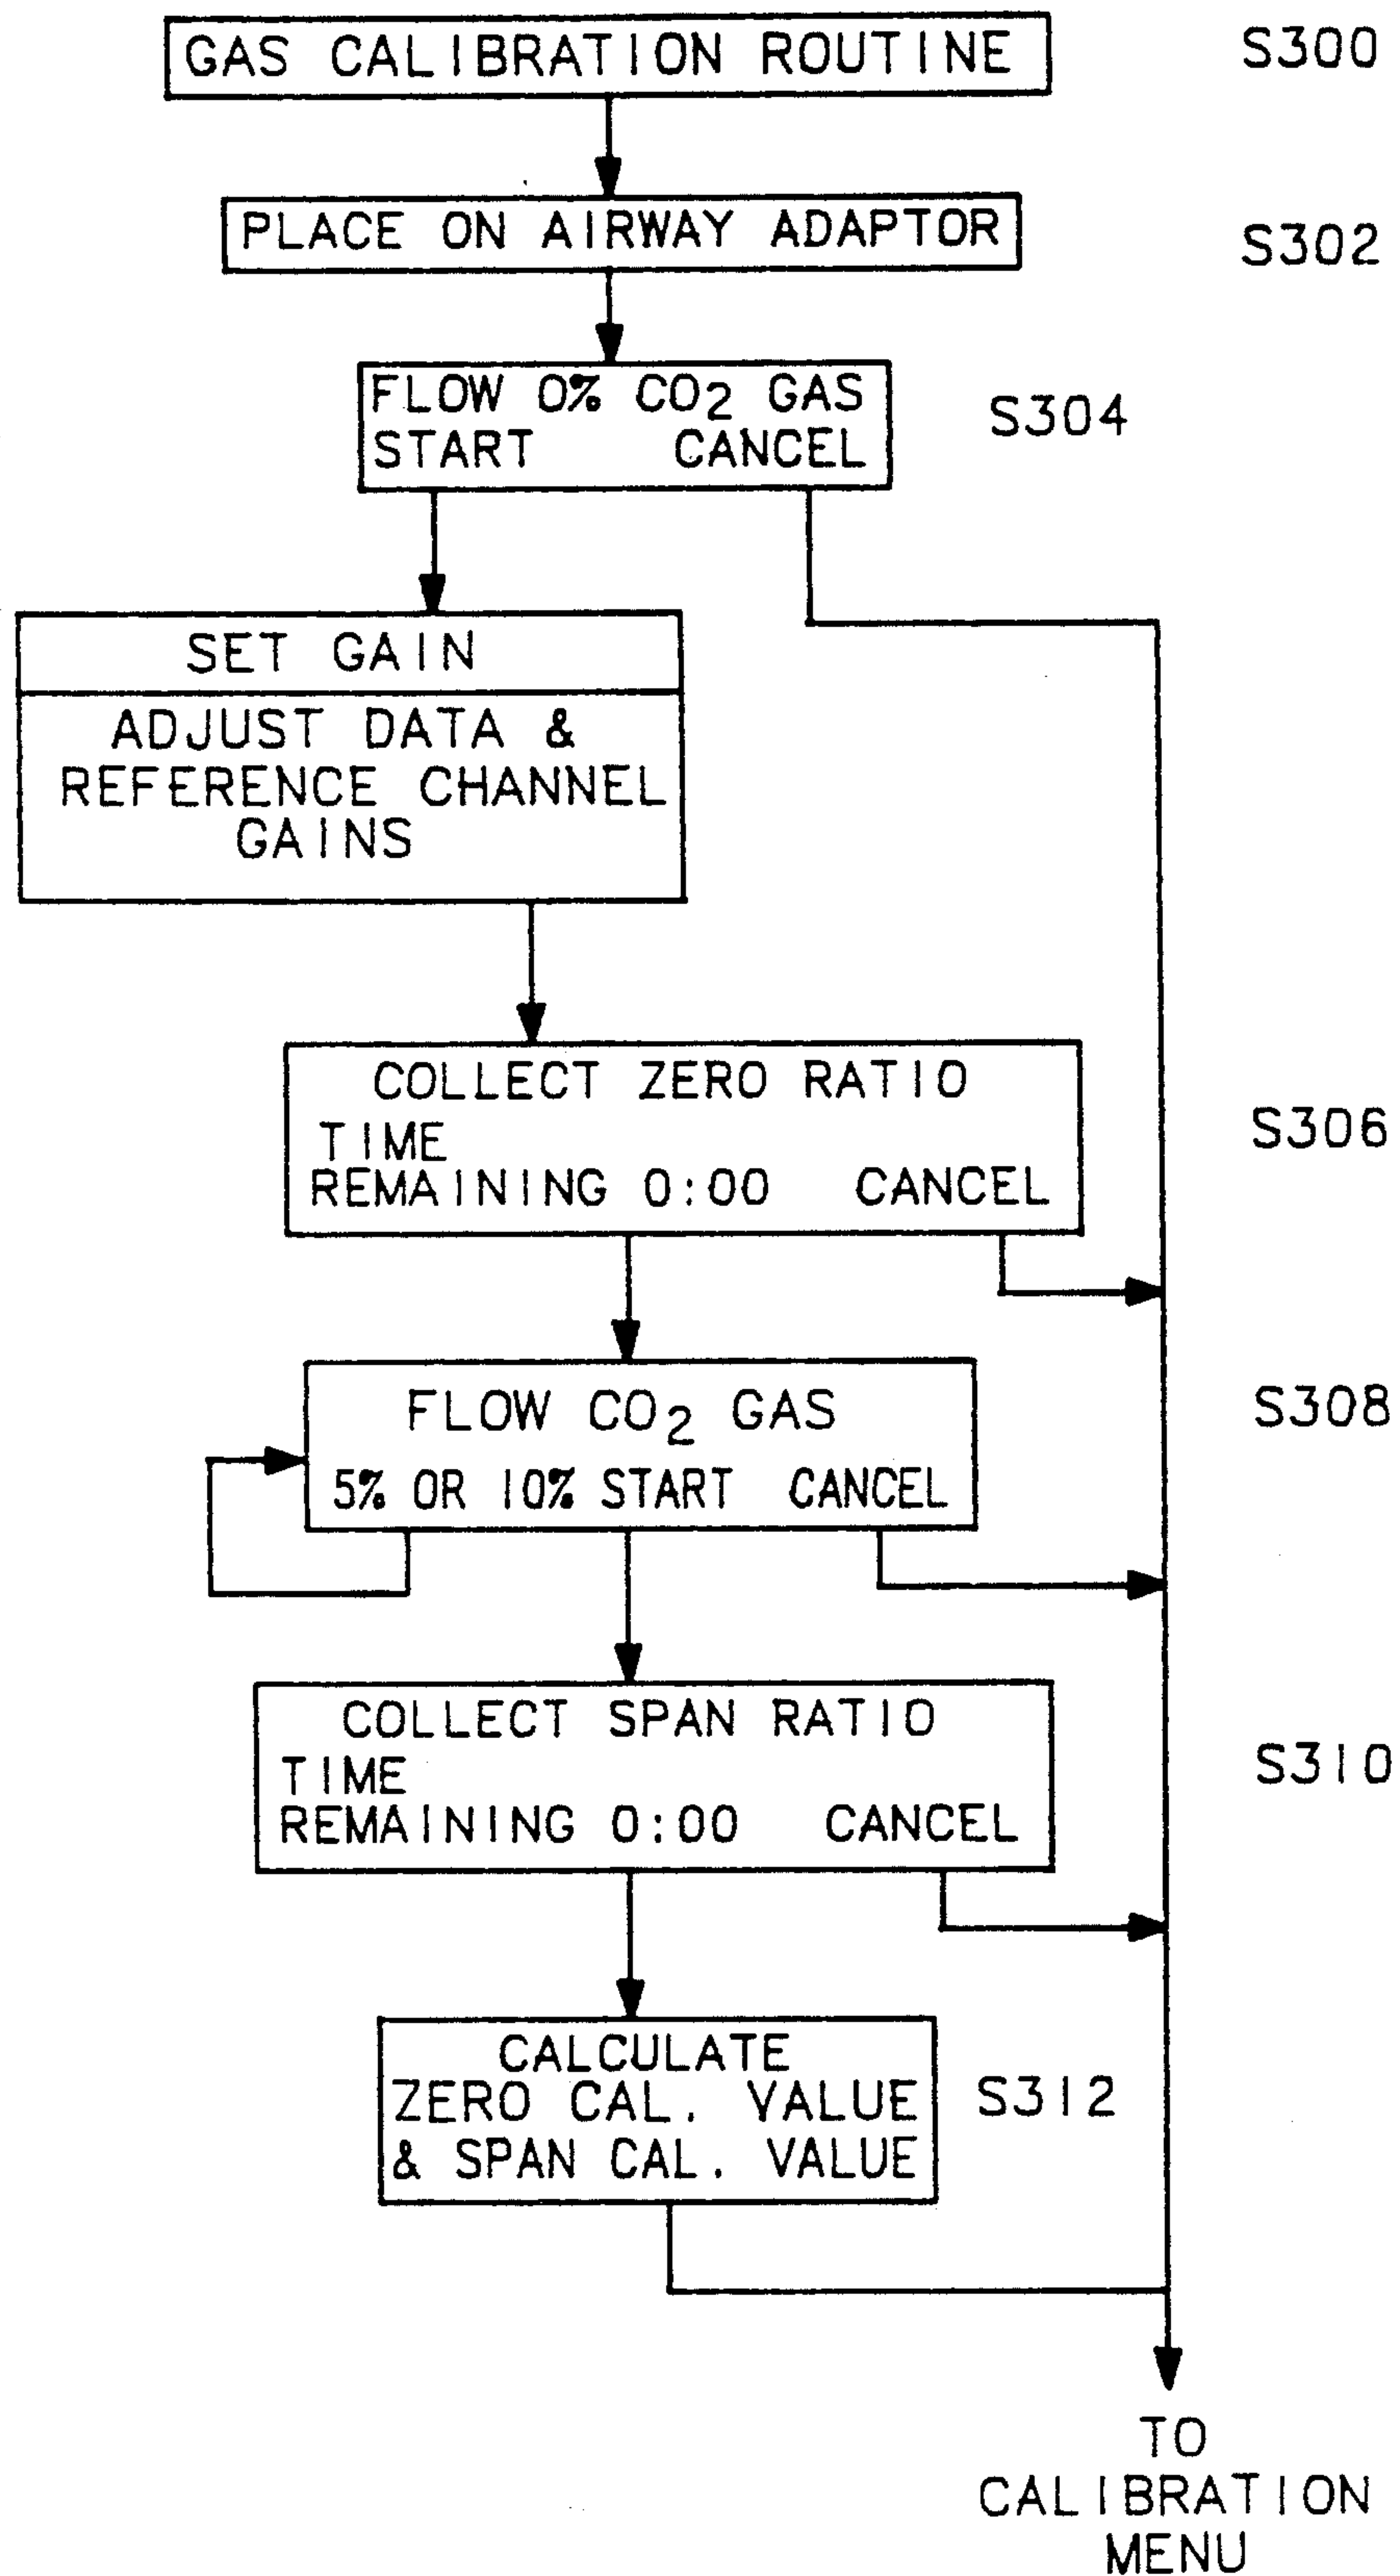 GAS CALIBRATION ROUTINE S300
PLACE ON AIRWAY ADAPTOR S302
FLOW 0% CO2 GAS
START CANCEL
S304
SET GAIN
ADJUST DATA &
REFERENCE CHANNEL
GAINS
COLLECT ZERO RATIO
TIME
REMAINING 0:00 CANCEL
S306
FLOW CO2 GAS
5% OR 10% START CANCEL
S308
COLLECT SPAN RATIO
TIME
REMAINING 0:00 CANCEL
S310
CALCULATE
ZERO CAL. VALUE
& SPAN CAL. VALUE
S312
TO
CALIBRATION
MENU